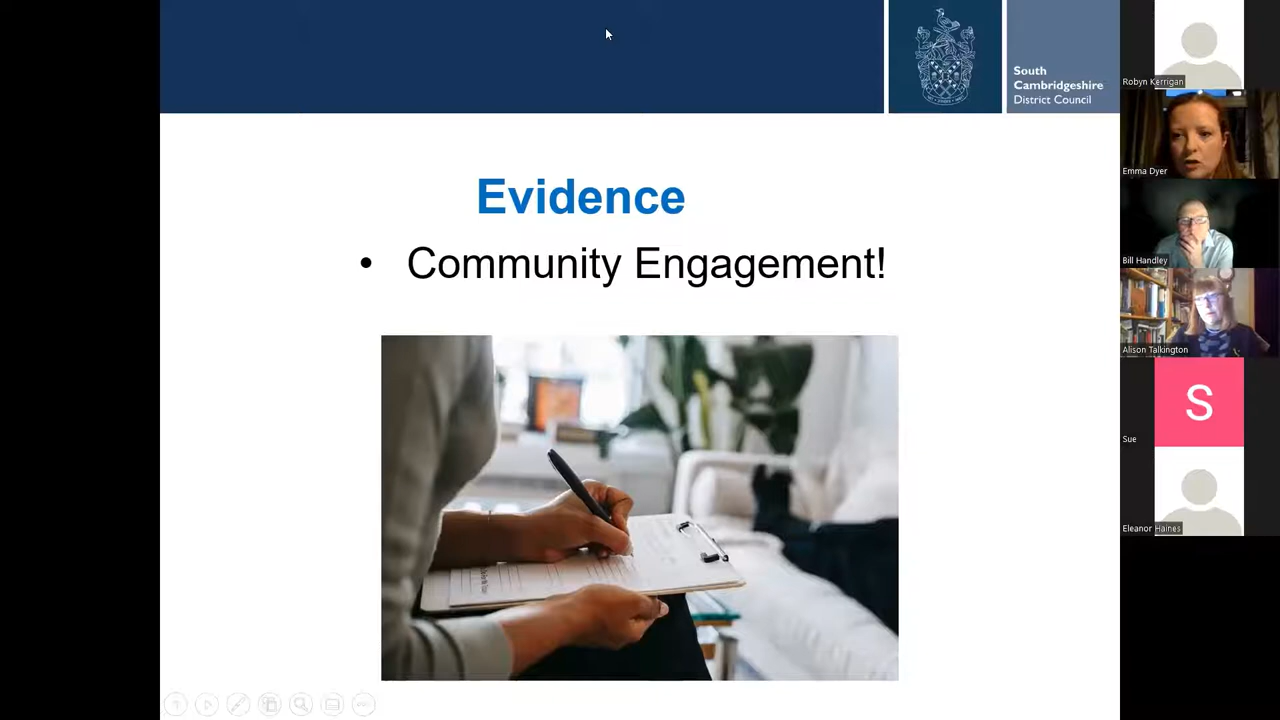 South
Cambridgeshire
District Council
Evidence
• Community Engagement!
Robyn Kerrigan
Emma Dyer
Bill Handley
Alison Talkington
S
Sue
Eleanor Haines